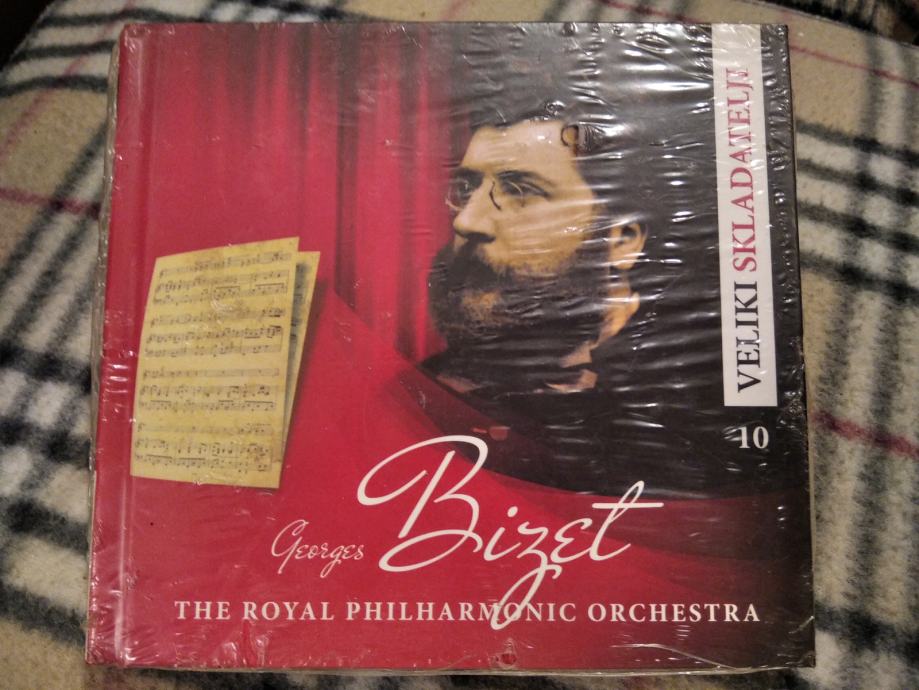 VELIKI SKLADATELJI
10
Georges Bizet
THE ROYAL PHILHARMONIC ORCHESTRA